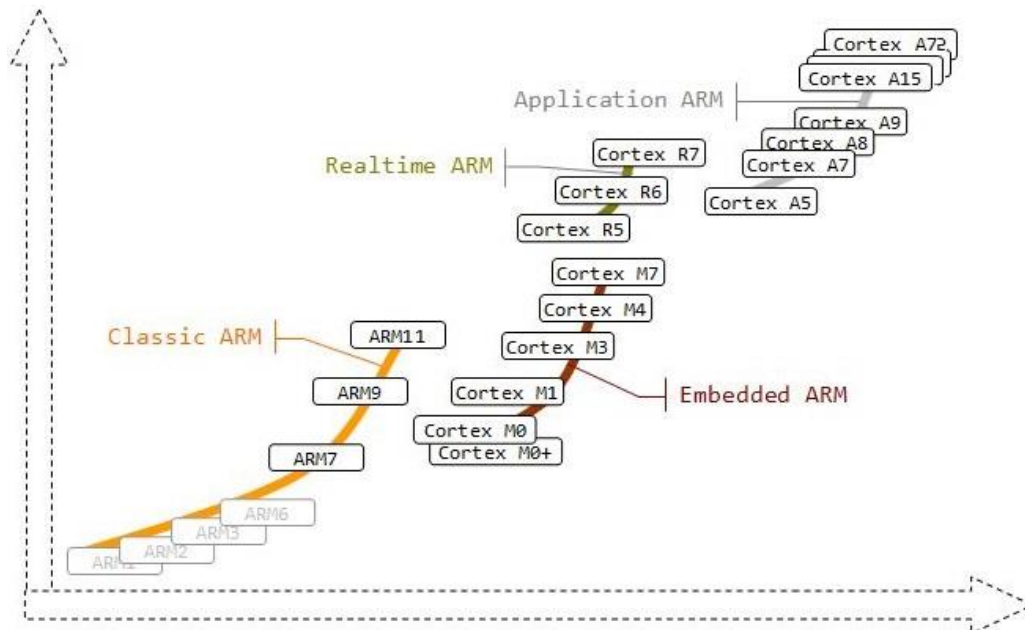 Cortex A72
Cortex A15
Application ARM
Cortex A9
Cortex A8
Cortex R7
Realtime ARM
Cortex A7
Cortex R6
Cortex A5
Cortex R5
Cortex M7
Cortex M4
ARM11
Classic ARM
Cortex M3
ARM9
Cortex M1
Embedded ARM
Cortex M0
Cortex M0+
ARM7
ARM6
ARM3
ARM2
ARM1